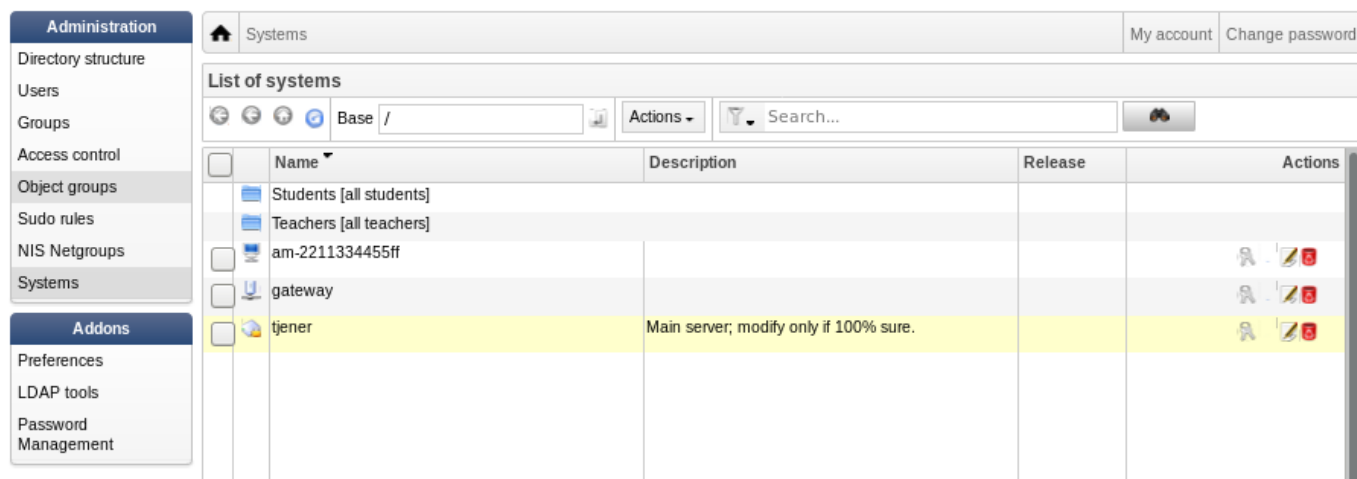 Administration
Directory structure
Users
Groups
Access control
Object groups
Sudo rules
NIS Netgroups
Systems
Addons
Preferences
LDAP tools
Password
Management
Systems
My account
Change password
List of systems
Base / Actions Search...
Name Description Release Actions
Students [all students]
Teachers [all teachers]
am-2211334455ff
gateway
tjener Main server; modify only if 100% sure.